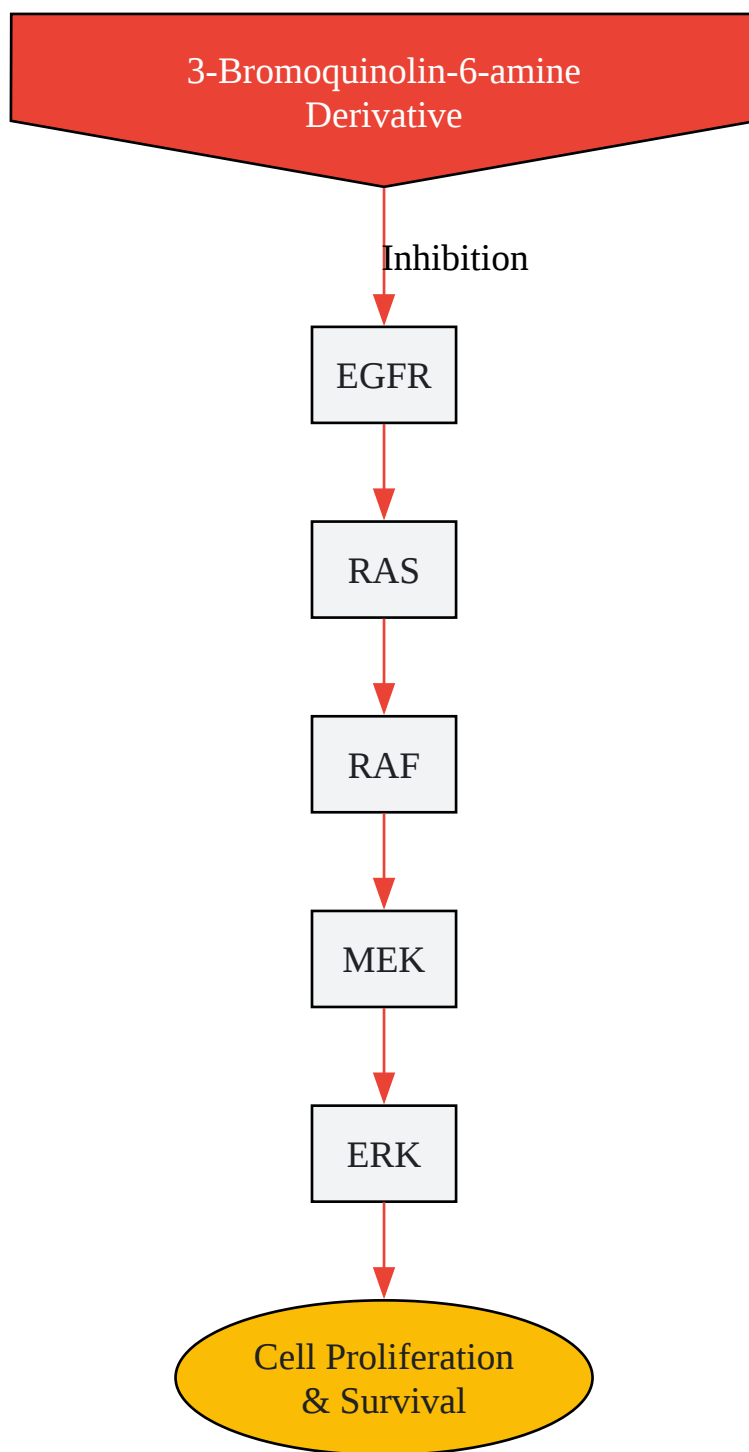 3-Bromoquinolin-6-amine
Derivative
Inhibition
EGFR
RAS
RAF
MEK
ERK
Cell Proliferation
& Survival